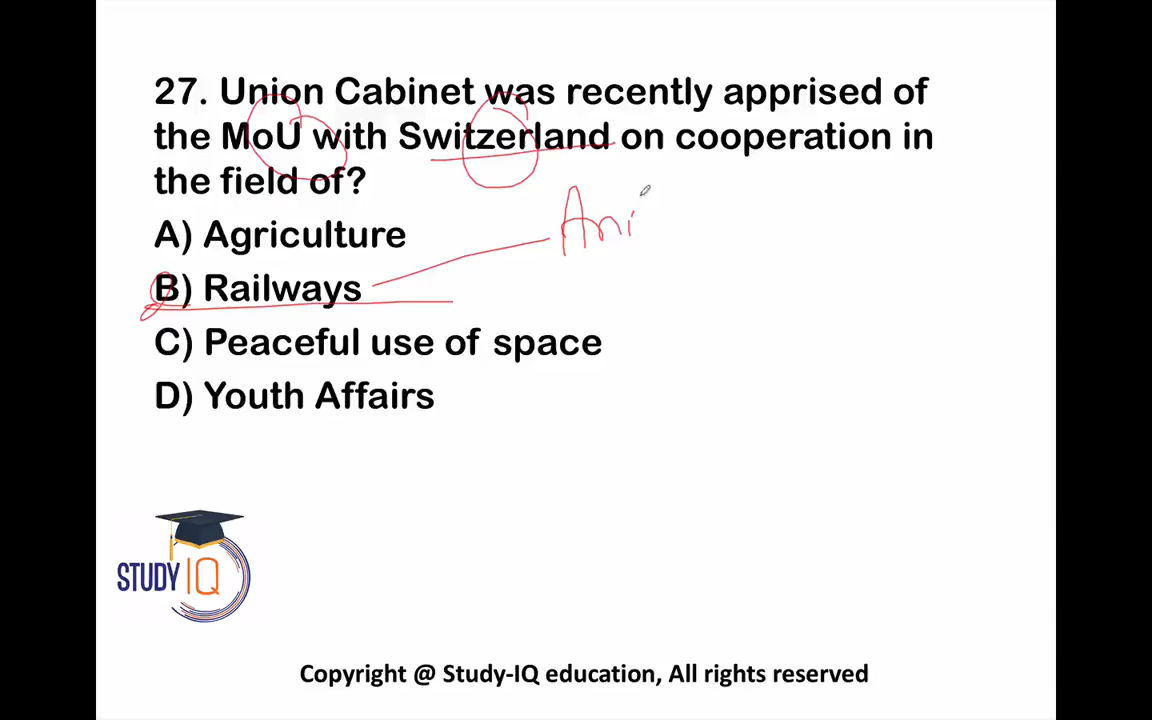 27. Union Cabinet was recently apprised of
the MoU with Switzerland on cooperation in
the field of?
A) Agriculture
Ani
B) Railways
C) Peaceful use of space
D) Youth Affairs
STUDY IQ
Copyright @ Study-IQ education, All rights reserved